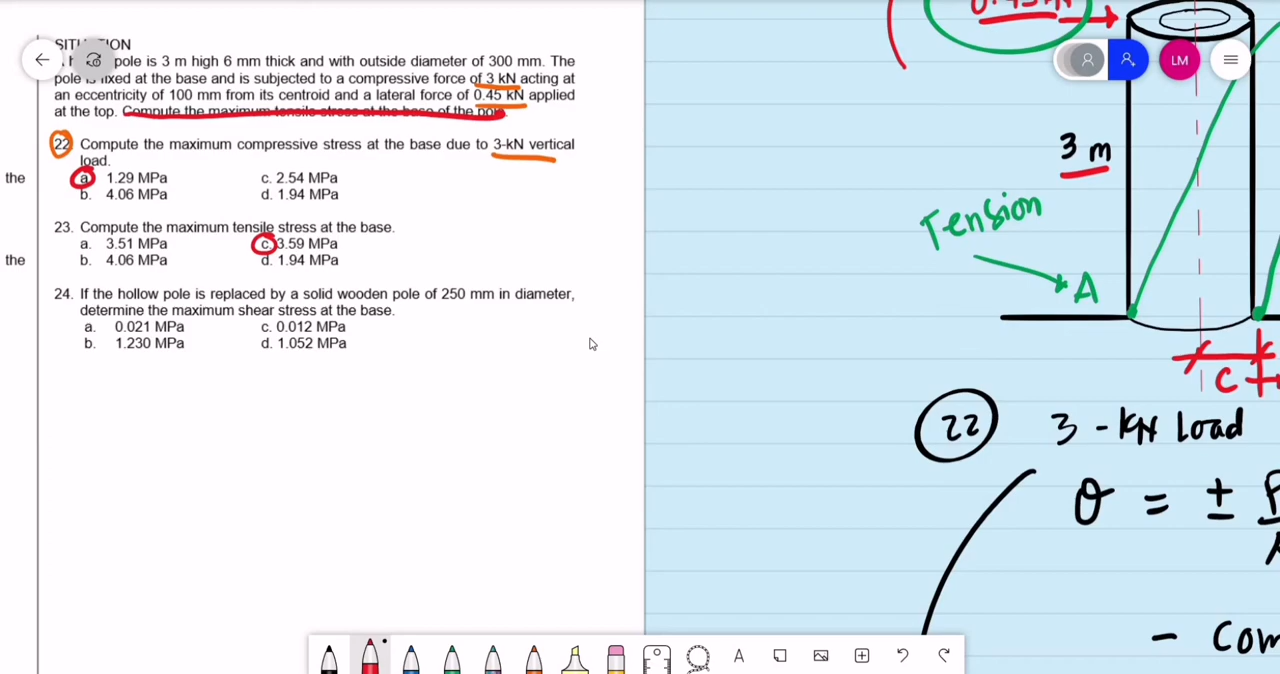 SITUATION
pole is 3 m high 6 mm thick and with outside diameter of 300 mm. The
pole is fixed at the base and is subjected to a compressive force of 3 kN acting at
an eccentricity of 100 mm from its centroid and a lateral force of 0.45 kN applied
at the top. Compute the maximum tensile stress at the base of the pole.
22. Compute the maximum compressive stress at the base due to 3-kN vertical
load.
the
a. 1.29 MPa c. 2.54 MPa
b. 4.06 MPa d. 1.94 MPa
23. Compute the maximum tensile stress at the base.
a. 3.51 MPa c. 3.59 MPa
the
b. 4.06 MPa d. 1.94 MPa
24. If the hollow pole is replaced by a solid wooden pole of 250 mm in diameter,
determine the maximum shear stress at the base.
a. 0.021 MPa c. 0.012 MPa
b. 1.230 MPa d. 1.052 MPa
LM
3 m
Tension
A
C
22 3 - kN load
σ = ± P
A
- com
A